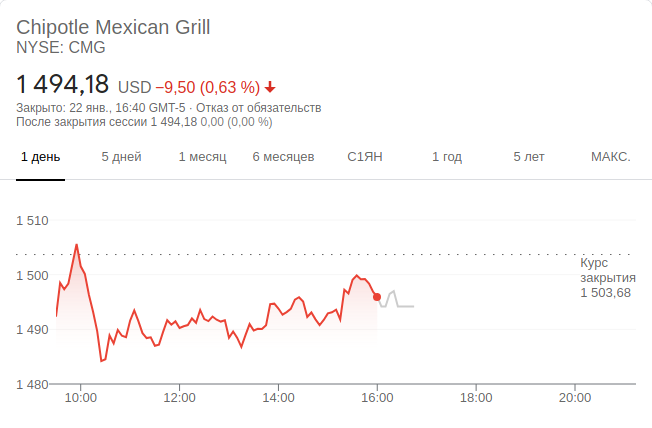 Chipotle Mexican Grill
NYSE: CMG
1 494,18 USD −9,50 (0,63 %)
Закрыто: 22 янв., 16:40 GMT-5 · Отказ от обязательств
После закрытия сессии 1 494,18 0,00 (0,00 %)
1 день 5 дней 1 месяц 6 месяцев С1ЯН 1 год 5 лет МАКС.
1 510
Курс
закрытия
1 503,68
1 500
1 490
1 480
10:00 12:00 14:00 16:00 18:00 20:00